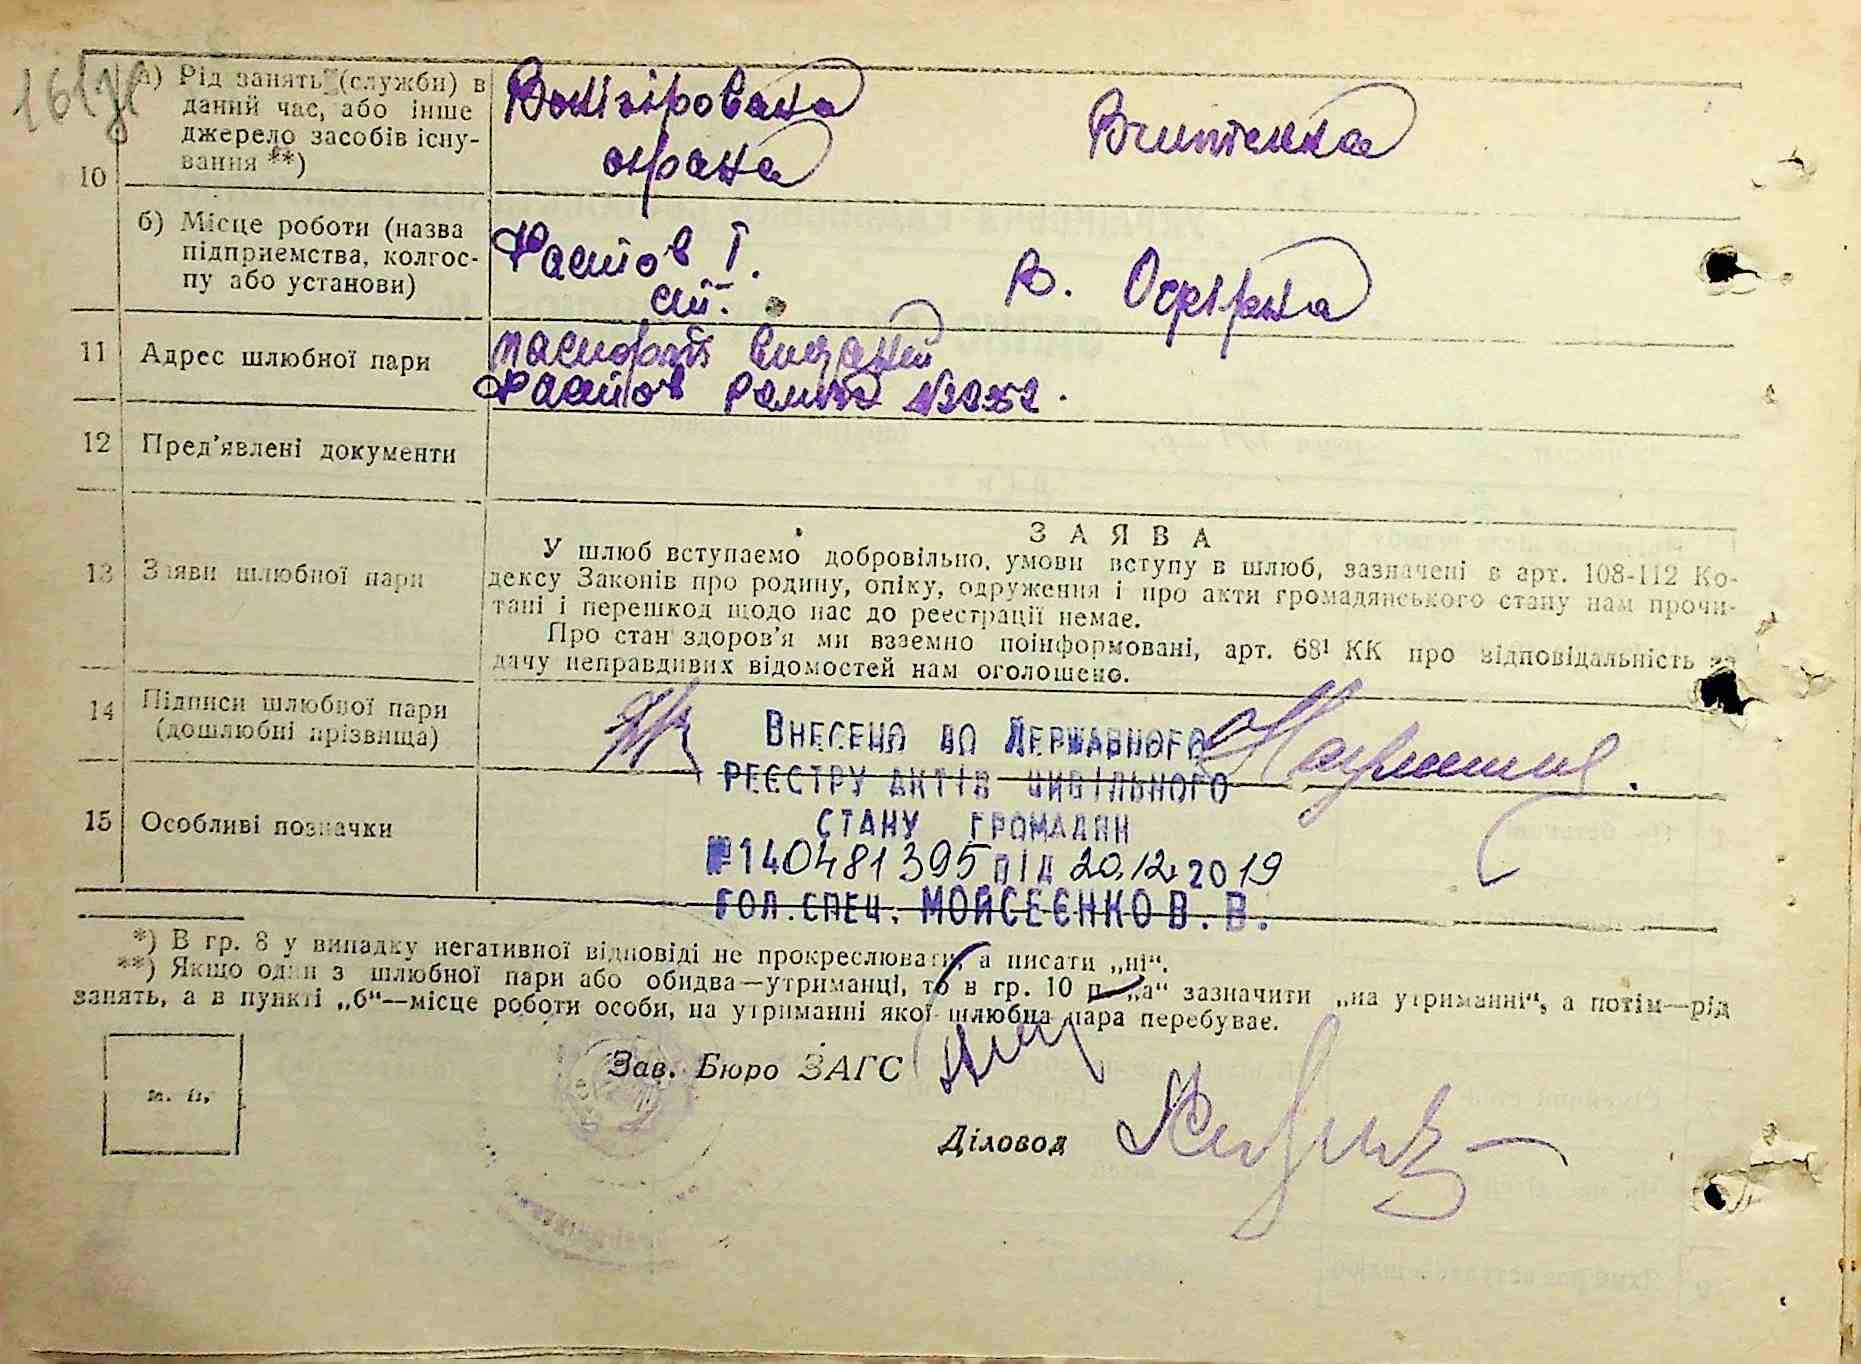 10
а) Рід занять (служби) в
даний час, або інше
джерело засобів існу-
вання **)
Вчителька
б) Місце роботи (назва
підприємства, колгос-
пу або установи)
Фастов І.
ст.
В.
11 Адрес шлюбної пари
паспорт виданий
Фастов
12 Пред'явлені документи
13 Заяви шлюбної пари
ЗАЯВА
У шлюб вступаємо добровільно, умови вступу в шлюб, зазначені в арт. 108-112 Ко-
дексу Законів про родину, опіку, одруження і про акти громадянського стану нам прочи-
тані і перешкод щодо нас до реєстрації немає.
Про стан здоров'я ми взаємно поінформовані, арт. 68¹ КК про відповідальність за
дачу неправдивих відомостей нам оголошено.
14 Підписи шлюбної пари
(дошлюбні прізвища)
15 Особливі позначки
Внесено до Державного
реєстру актів цивільного
стану громадян
№140481395 від 20.12.2019
гол. спец. Мойсеєнко В. В.
*) В гр. 8 у випадку негативної відповіді не прокреслювати, а писати „ні“.
**) Якщо один з шлюбної пари або обидва—утриманці, то в гр. 10 п. „а“ зазначити „на утриманні“, а потім—рід
занять, а в пункті „б“—місце роботи особи, на утриманні якої шлюбна пара перебуває.
м. п.
Зав. Бюро ЗАГС
Діловод